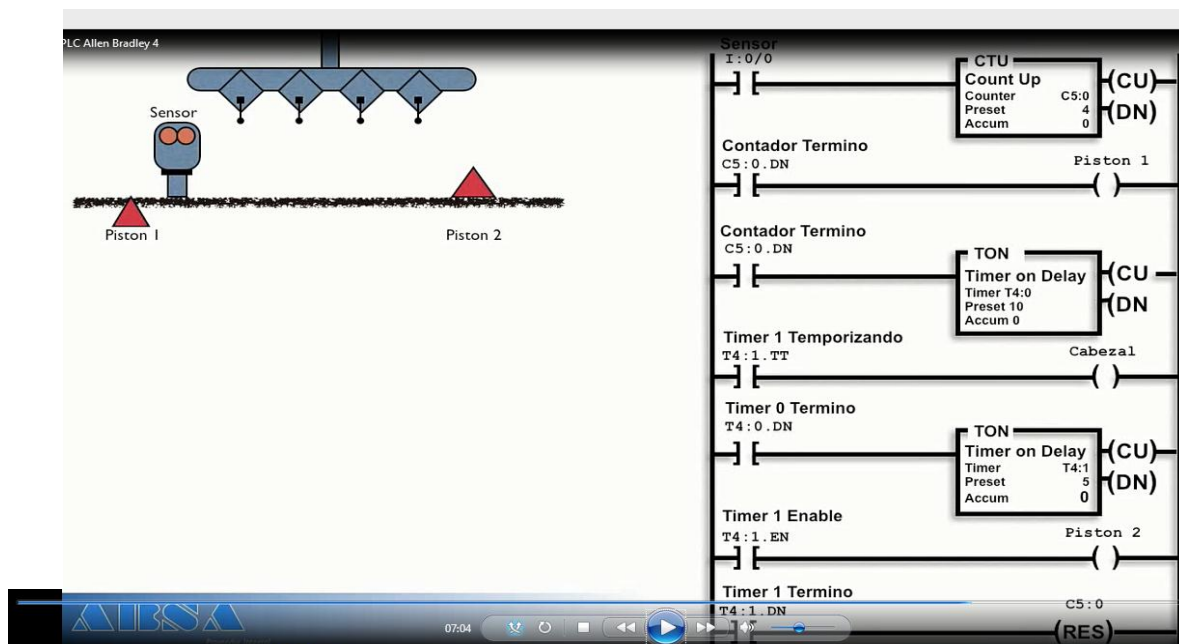 PLC Allen Bradley 4
Sensor
Piston 1
Piston 2
Sensor
I:0/0
CTU
Count Up
Counter C5:0
Preset 4
Accum 0
(CU)
(DN)
Contador Termino
C5:0.DN
Piston 1
Contador Termino
C5:0.DN
TON
Timer on Delay
Timer T4:0
Preset 10
Accum 0
(CU
(DN
Timer 1 Temporizando
T4:1.TT
Cabezal
Timer 0 Termino
T4:0.DN
TON
Timer on Delay
Timer T4:1
Preset 5
Accum 0
(CU)
(DN)
Timer 1 Enable
T4:1.EN
Piston 2
Timer 1 Termino
T4:1.DN
C5:0
(RES)
07:04